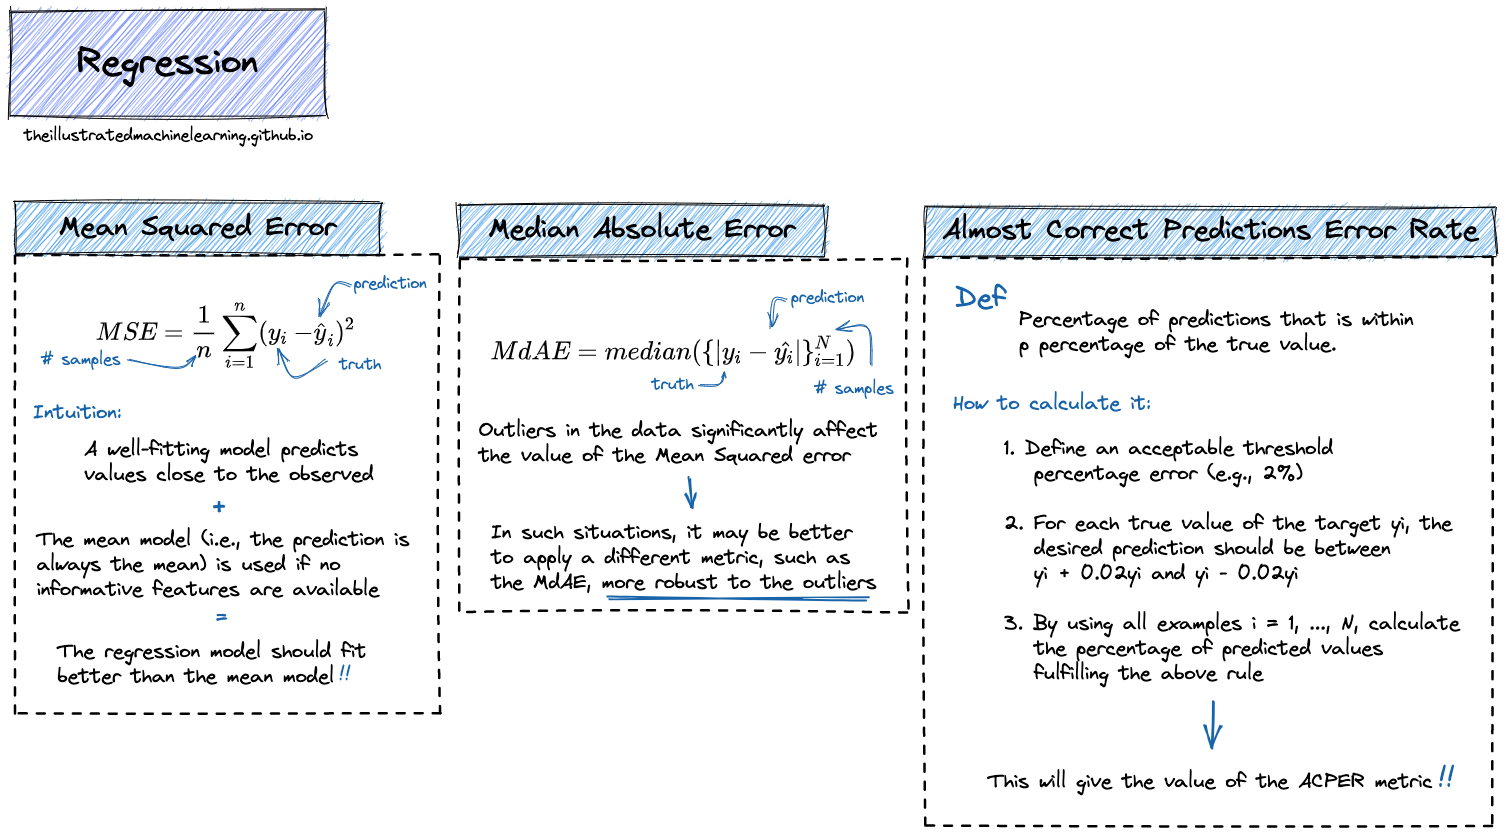 Regression
theillustratedmachinelearning.github.io
Mean Squared Error
prediction
MSE = \frac{1}{n} \sum_{i=1}^{n} (y_i - \hat{y}_i)^2
# samples
truth
Intuition:
A well-fitting model predicts
values close to the observed
+
The mean model (i.e., the prediction is
always the mean) is used if no
informative features are available
=
The regression model should fit
better than the mean model !!
Median Absolute Error
prediction
MdAE = median(\{|y_i - \hat{y_i}|\}_{i=1}^{N})
truth
# samples
Outliers in the data significantly affect
the value of the Mean Squared error
In such situations, it may be better
to apply a different metric, such as
the MdAE, more robust to the outliers
Almost Correct Predictions Error Rate
Def
Percentage of predictions that is within
p percentage of the true value.
How to calculate it:
1. Define an acceptable threshold
percentage error (e.g., 2%)
2. For each true value of the target yi, the
desired prediction should be between
yi + 0.02yi and yi - 0.02yi
3. By using all examples i = 1, ..., N, calculate
the percentage of predicted values
fulfilling the above rule
This will give the value of the ACPER metric !!